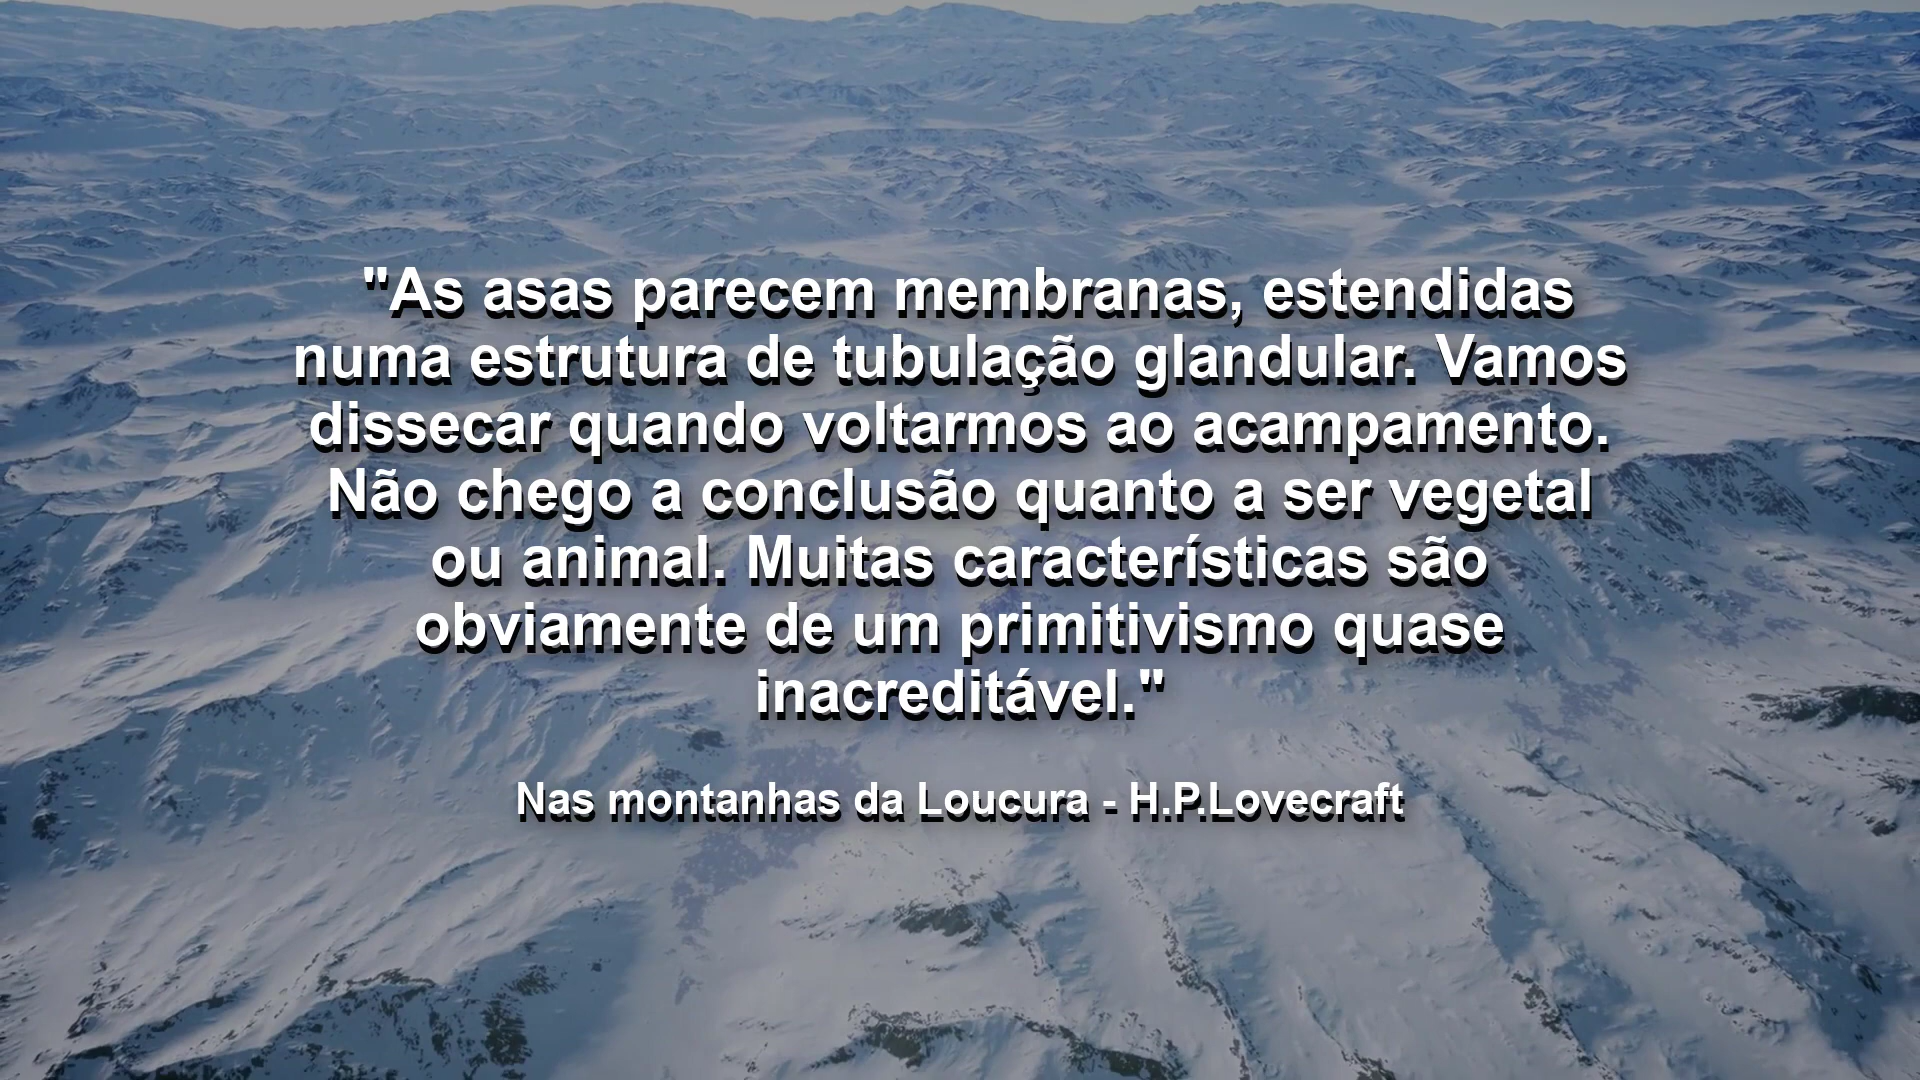 "As asas parecem membranas, estendidas
numa estrutura de tubulação glandular. Vamos
dissecar quando voltarmos ao acampamento.
Não chego a conclusão quanto a ser vegetal
ou animal. Muitas características são
obviamente de um primitivismo quase
inacreditável."
Nas montanhas da Loucura - H.P.Lovecraft